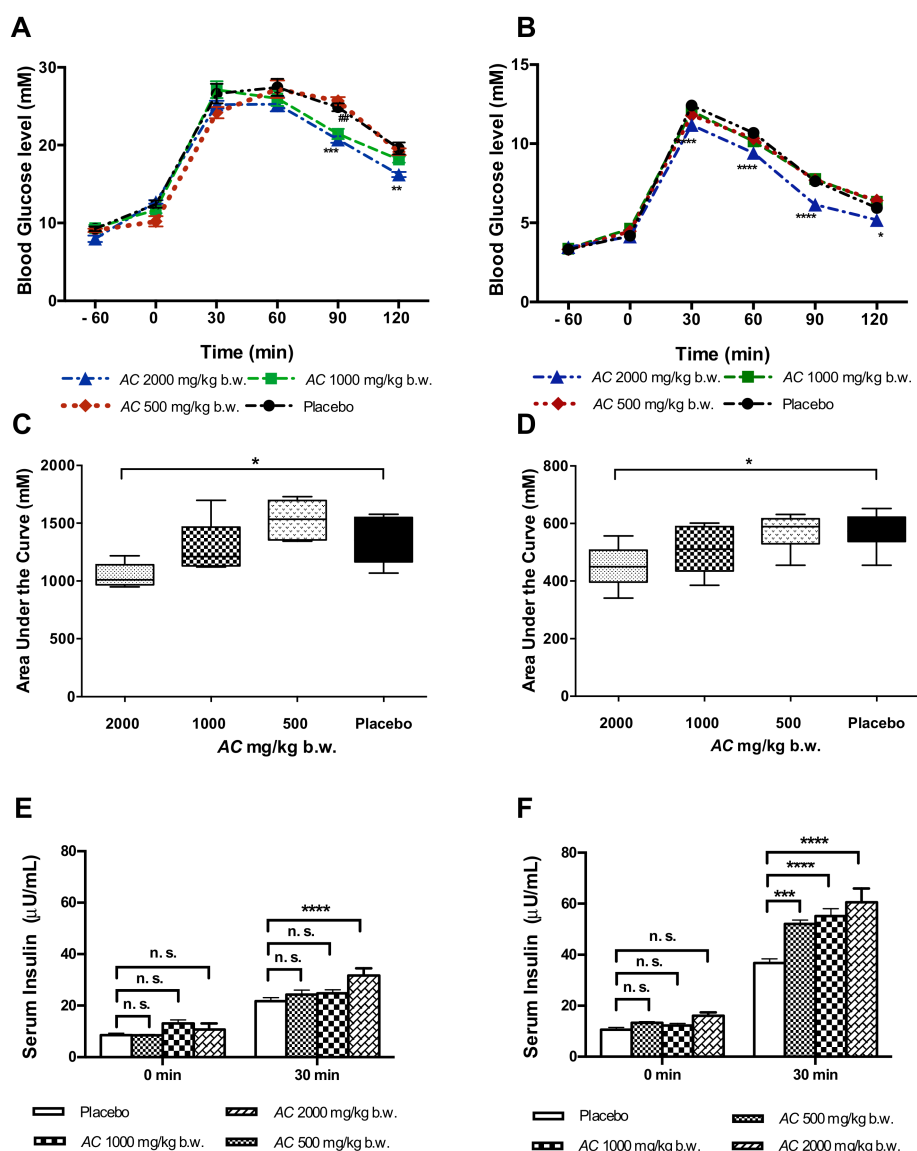 A
B
Blood Glucose level (mM)
30
20
10
0
##
***
**
- 60 0 30 60 90 120
Time (min)
AC 2000 mg/kg b.w. AC 1000 mg/kg b.w.
AC 500 mg/kg b.w. Placebo
Blood Glucose level (mM)
15
10
5
0
****
****
****
*
- 60 0 30 60 90 120
Time (min)
AC 2000 mg/kg b.w. AC 1000 mg/kg b.w.
AC 500 mg/kg b.w. Placebo
C
D
Area Under the Curve (mM)
2000
1500
1000
500
0
*
2000 1000 500 Placebo
AC mg/kg b.w.
Area Under the Curve (mM)
800
600
400
200
0
*
2000 1000 500 Placebo
AC mg/kg b.w.
E
F
Serum Insulin (µU/mL)
80
60
40
20
0
n. s.
n. s.
n. s.
****
n. s.
n. s.
0 min 30 min
Placebo AC 2000 mg/kg b.w.
AC 1000 mg/kg b.w. AC 500 mg/kg b.w.
Serum Insulin (µU/mL)
80
60
40
20
0
n. s.
n. s.
n. s.
****
****
***
0 min 30 min
Placebo AC 500 mg/kg b.w.
AC 1000 mg/kg b.w. AC 2000 mg/kg b.w.